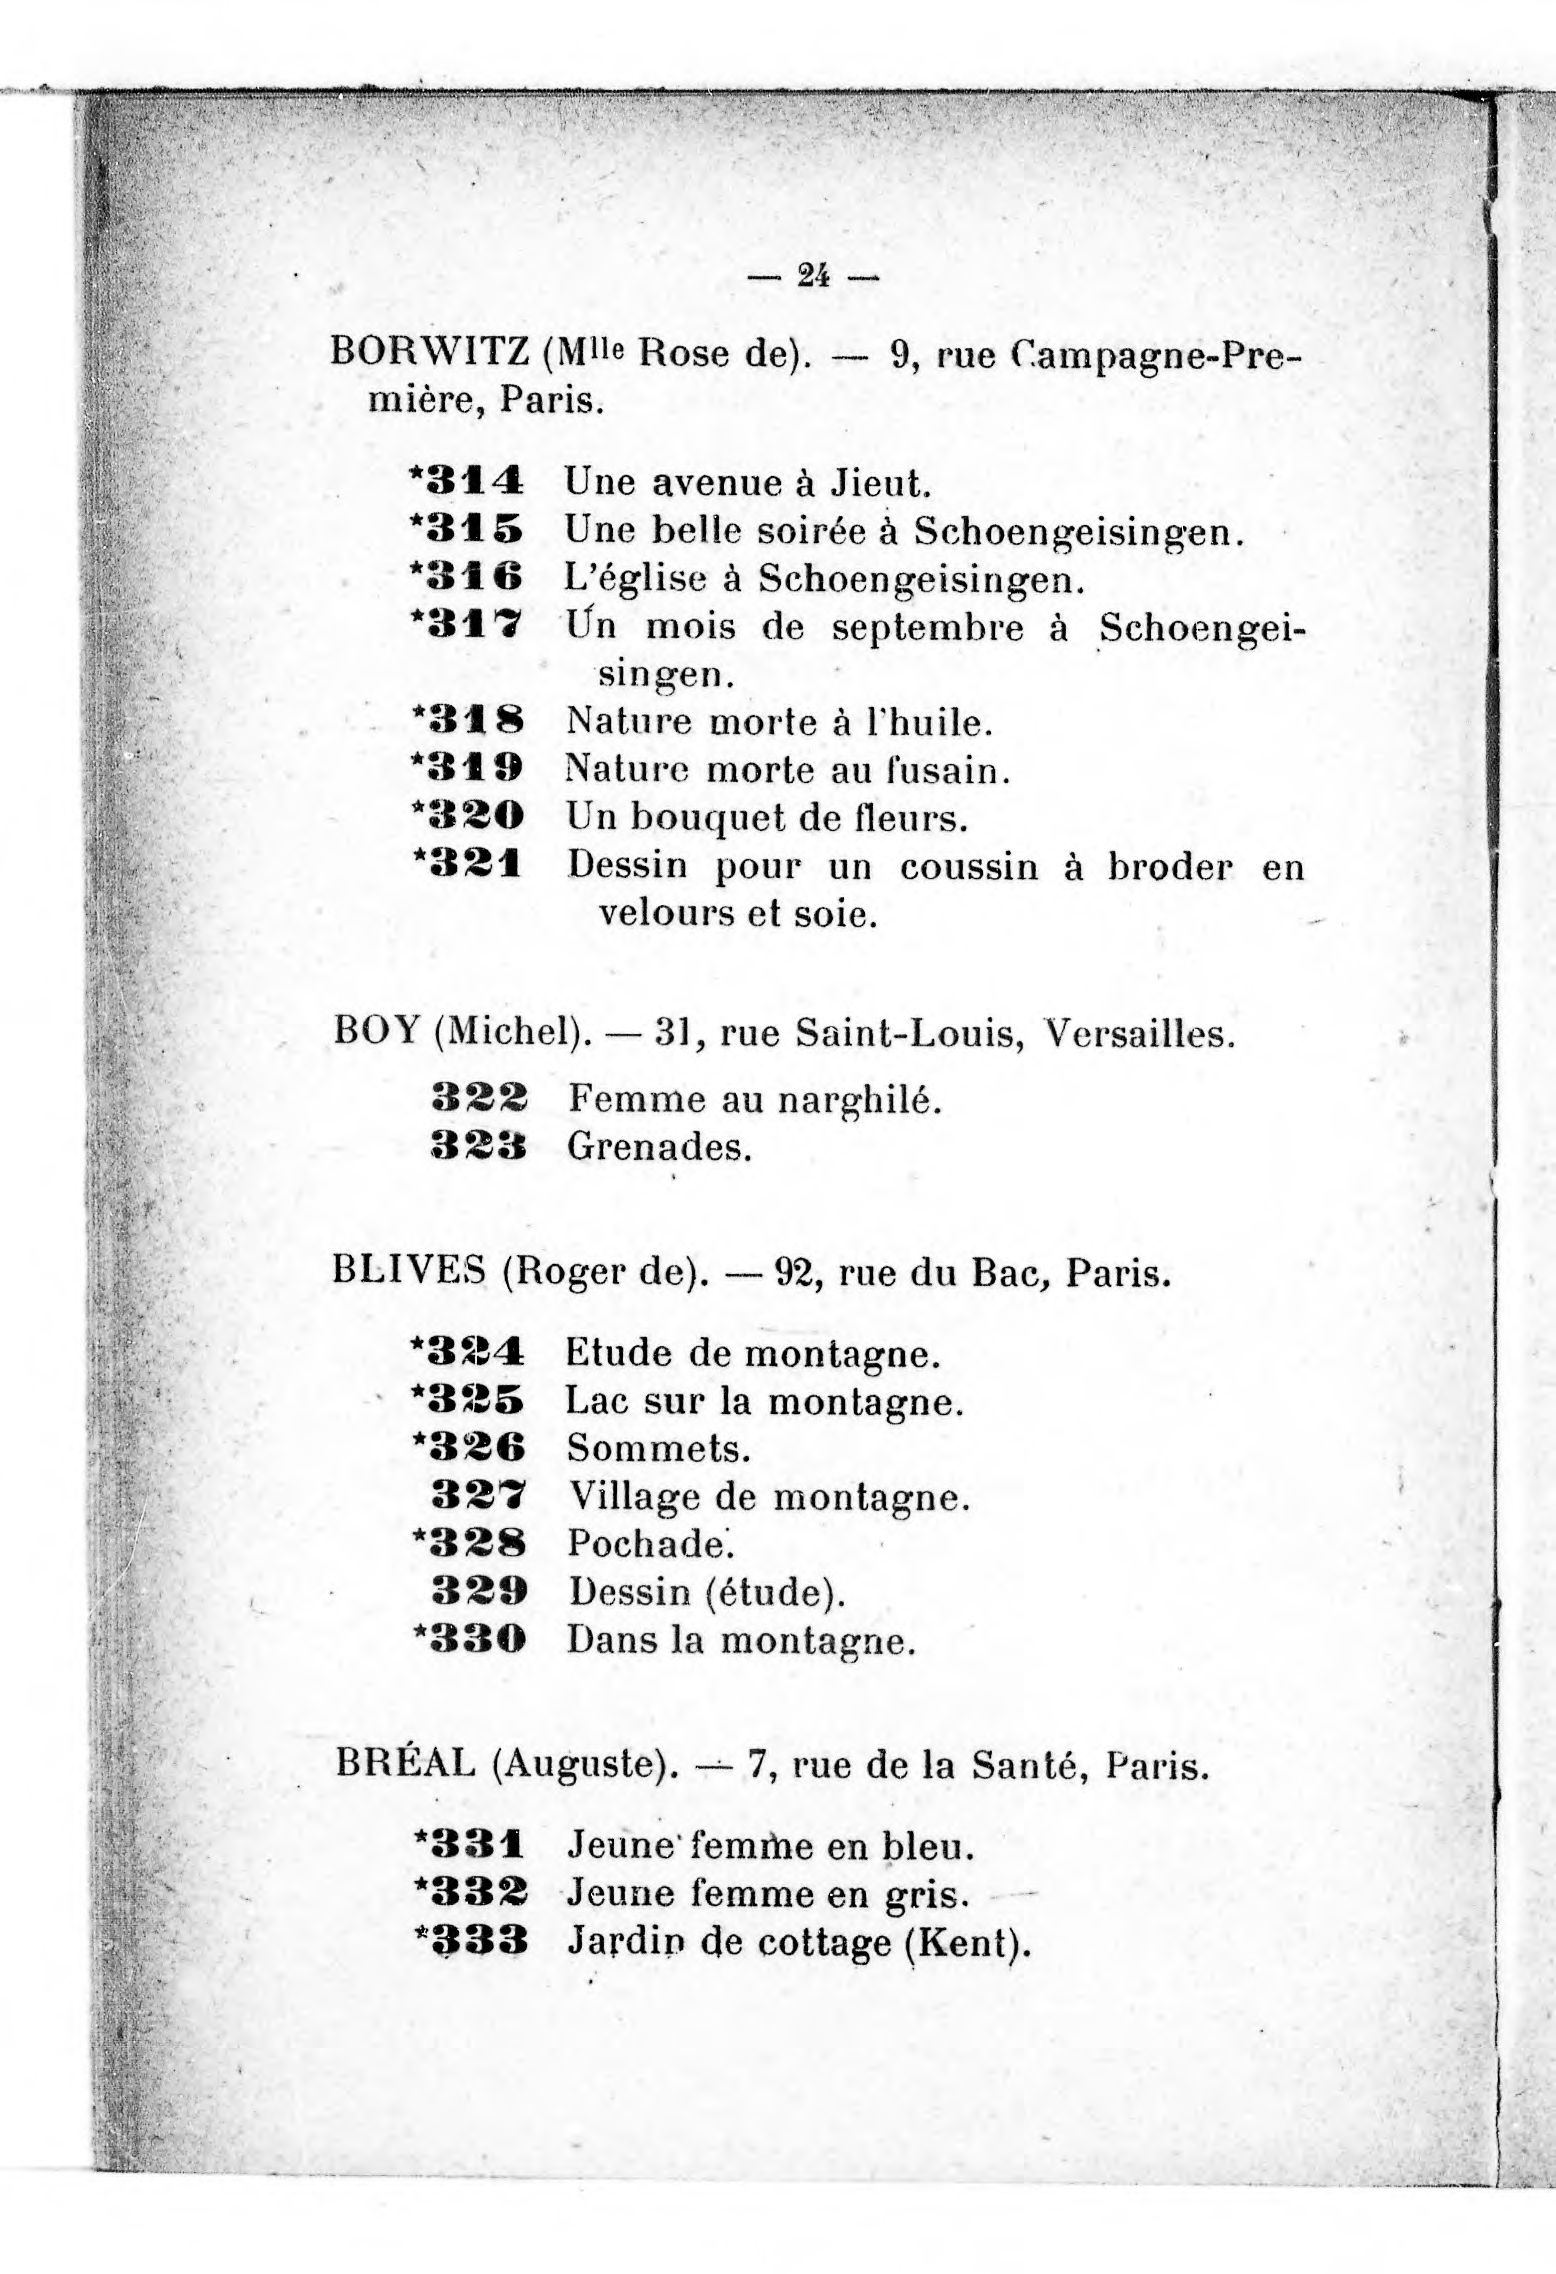 — 24 —
BORWITZ (Mlle Rose de). — 9, rue Campagne-Pre-
mière, Paris.
*314 Une avenue à Jieut.
*315 Une belle soirée à Schoengeisingen.
*316 L'église à Schoengeisingen.
*317 Un mois de septembre à Schoengei-
singen.
*318 Nature morte à l'huile.
*319 Nature morte au fusain.
*320 Un bouquet de fleurs.
*321 Dessin pour un coussin à broder en
velours et soie.
BOY (Michel). — 31, rue Saint-Louis, Versailles.
322 Femme au narghilé.
323 Grenades.
BLIVES (Roger de). — 92, rue du Bac, Paris.
*324 Etude de montagne.
*325 Lac sur la montagne.
*326 Sommets.
327 Village de montagne.
*328 Pochade.
329 Dessin (étude).
*330 Dans la montagne.
BRÉAL (Auguste). — 7, rue de la Santé, Paris.
*331 Jeune femme en bleu.
*332 Jeune femme en gris.
*333 Jardin de cottage (Kent).